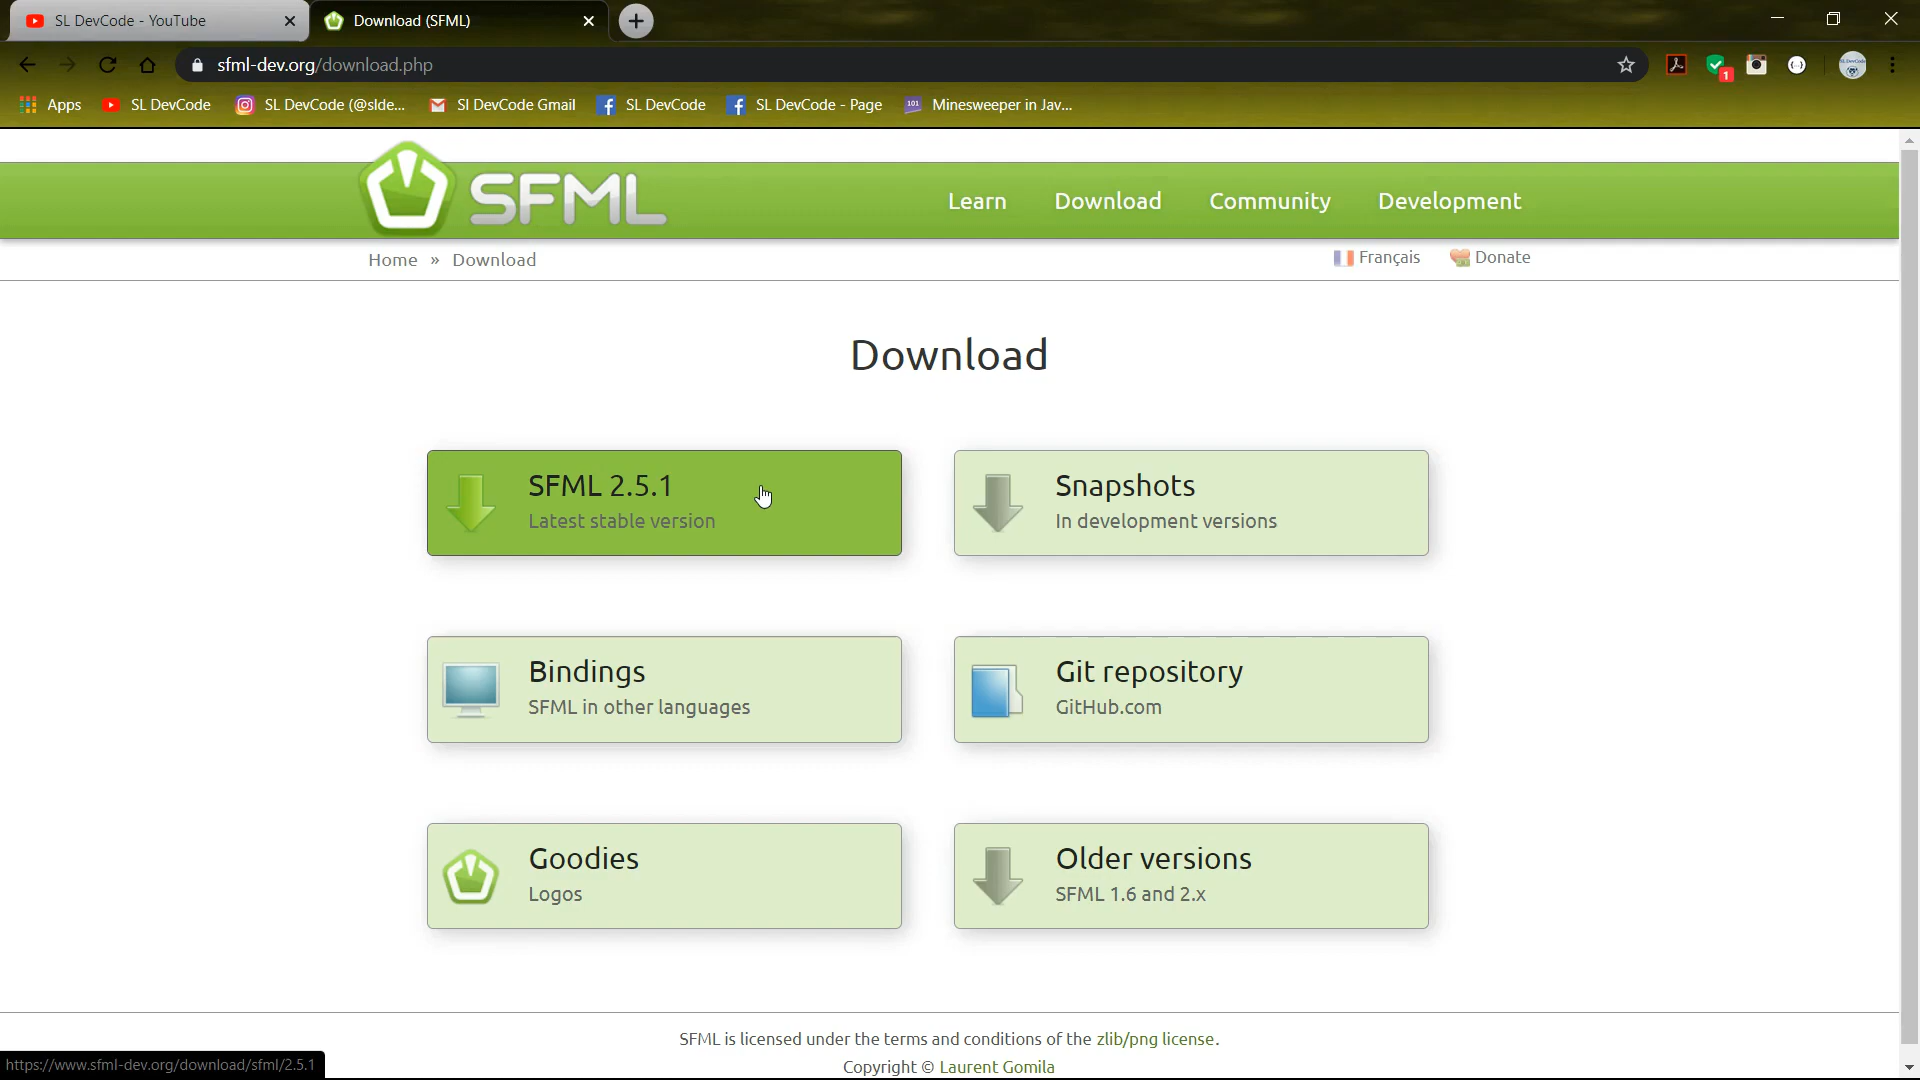 SL DevCode - YouTube
Download (SFML)
sfml-dev.org/download.php
1
Apps
SL DevCode
SL DevCode (@slde...
Sl DevCode Gmail
SL DevCode
SL DevCode - Page
101
Minesweeper in Jav...
SFML
Learn
Download
Community
Development
Home » Download
Français
Donate
Download
SFML 2.5.1
Latest stable version
Snapshots
In development versions
Bindings
SFML in other languages
Git repository
GitHub.com
Goodies
Logos
Older versions
SFML 1.6 and 2.x
SFML is licensed under the terms and conditions of the zlib/png license.
Copyright © Laurent Gomila
https://www.sfml-dev.org/download/sfml/2.5.1